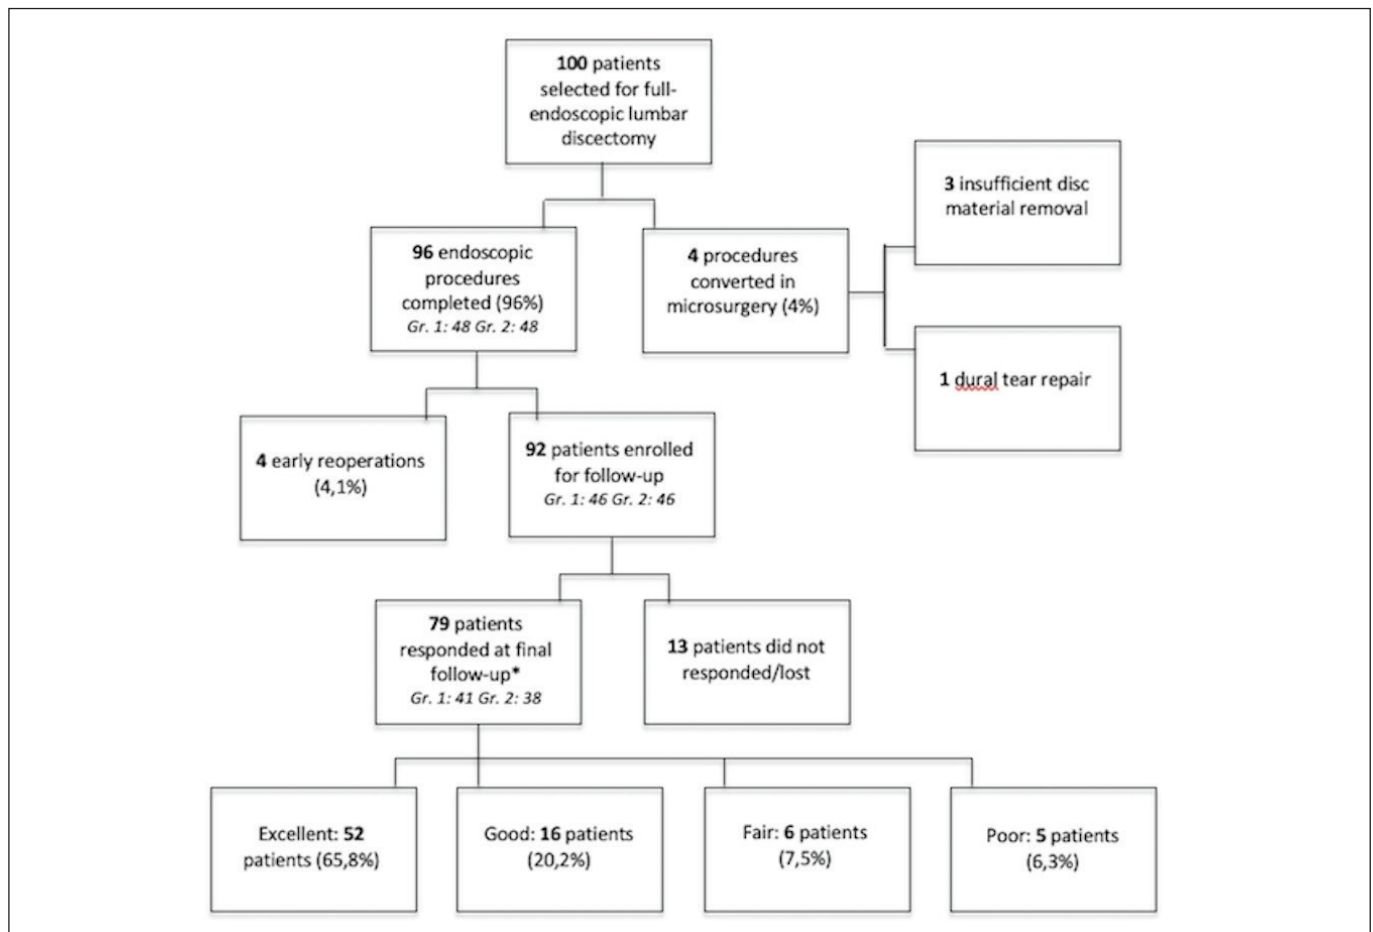 100 patients
selected for full-
endoscopic lumbar
discectomy
3 insufficient disc
material removal
96 endoscopic
procedures
completed (96%)
Gr. 1: 48 Gr. 2: 48
4 procedures
converted in
microsurgery (4%)
1 dural tear repair
4 early reoperations
(4,1%)
92 patients enrolled
for follow-up
Gr. 1: 46 Gr. 2: 46
79 patients
responded at final
follow-up*
Gr. 1: 41 Gr. 2: 38
13 patients did not
responded/lost
Excellent: 52
patients (65,8%)
Good: 16 patients
(20,2%)
Fair: 6 patients
(7,5%)
Poor: 5 patients
(6,3%)